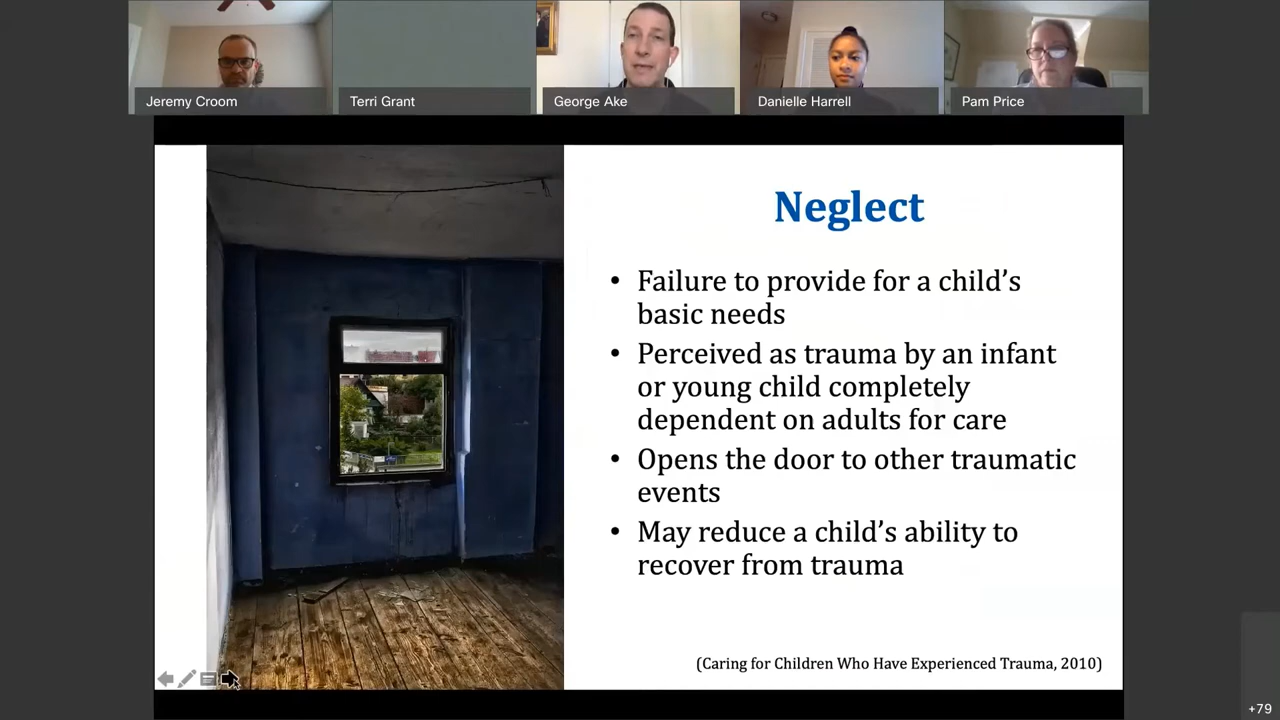 Jeremy Croom
Terri Grant
George Ake
Danielle Harrell
Pam Price
Neglect
• Failure to provide for a child’s
basic needs
• Perceived as trauma by an infant
or young child completely
dependent on adults for care
• Opens the door to other traumatic
events
• May reduce a child’s ability to
recover from trauma
(Caring for Children Who Have Experienced Trauma, 2010)
+79